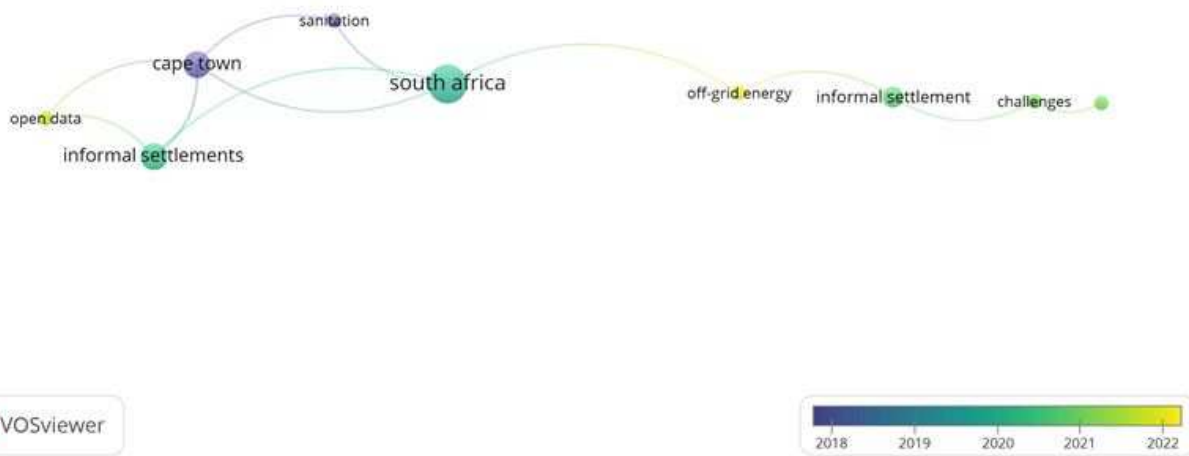 sanitation
cape town
south africa
off-grid energy
informal settlement
challenges
open data
informal settlements
VOSviewer
2018 2019 2020 2021 2022